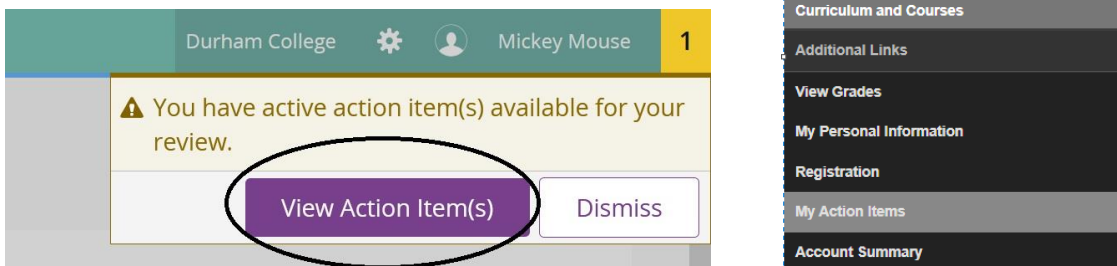 Durham College Mickey Mouse 1
You have active action item(s) available for your
review.
View Action Item(s) Dismiss
Curriculum and Courses
Additional Links
View Grades
My Personal Information
Registration
My Action Items
Account Summary